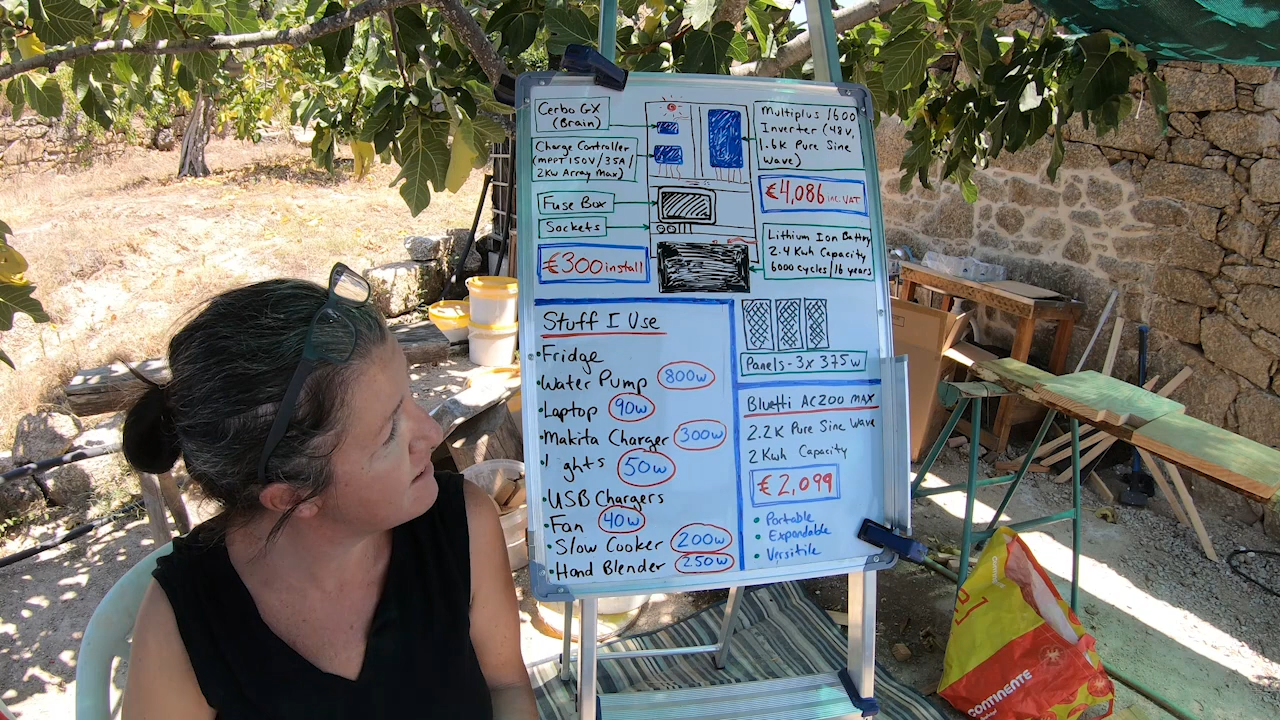 Cerbo GX
(Brain)
Charge Controller
(MPPT 150V/35A/
2Kw Array Max)
Fuse Box
Sockets
€300 install
Multiplus 1600
Inverter (48V,
1.6K Pure Sine
Wave)
€4,086 inc. VAT
Lithium Ion Battery
2.4 Kwh Capacity
6000 cycles/16 years
Panels - 3x 375w
Stuff I Use
Fridge
Water Pump 800w
Laptop 90w
Makita Charger 300w
ights 50w
USB Chargers
Fan 40w
Slow Cooker 200w
Hand Blender 250w
Bluetti AC200 MAX
2.2K Pure Sine Wave
2 Kwh Capacity
€2,099
Portable
Expandable
Versitile
CONTINENTE